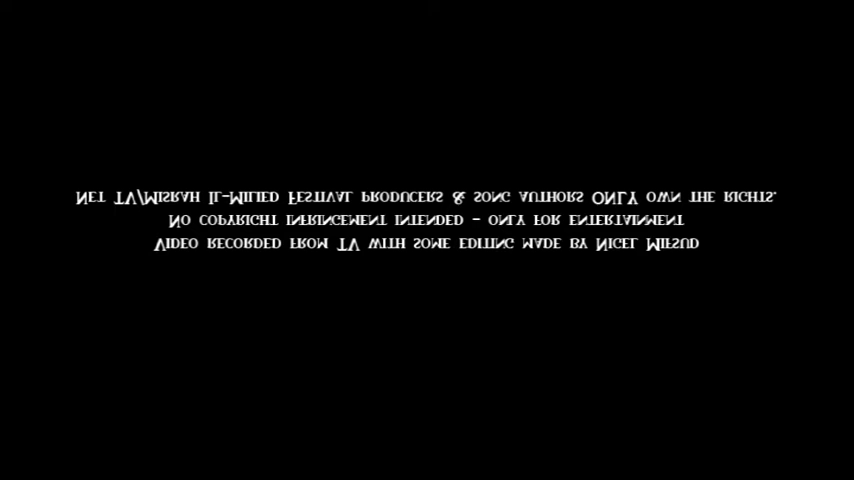 Video recorded from TV with some editing made by Nigel Mifsud
No copyright infringement intended - only for entertainment
Net TV/Misrah Il-Milied Festival producers & song authors ONLY own the rights.